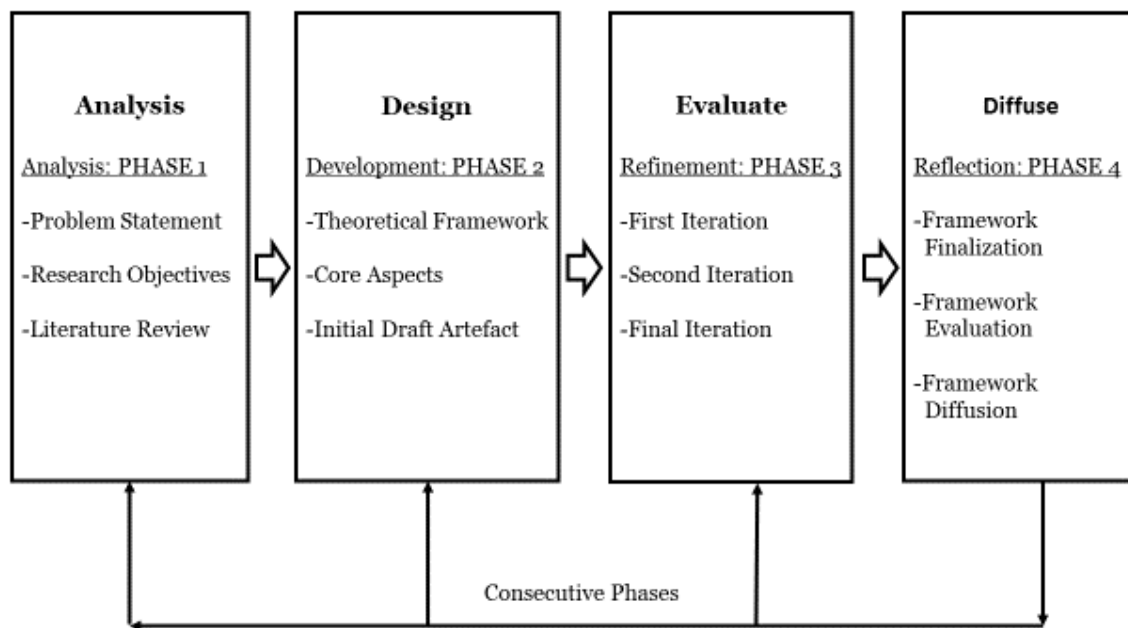 Analysis
Analysis: PHASE 1
-Problem Statement
-Research Objectives
-Literature Review
Design
Development: PHASE 2
-Theoretical Framework
-Core Aspects
-Initial Draft Artefact
Evaluate
Refinement: PHASE 3
-First Iteration
-Second Iteration
-Final Iteration
Diffuse
Reflection: PHASE 4
-Framework
Finalization
-Framework
Evaluation
-Framework
Diffusion
Consecutive Phases